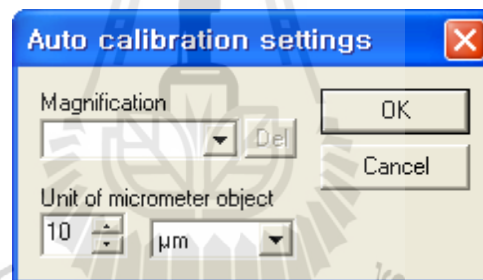 Auto calibration settings
Magnification
OK
Del
Cancel
Unit of micrometer object
10 µm